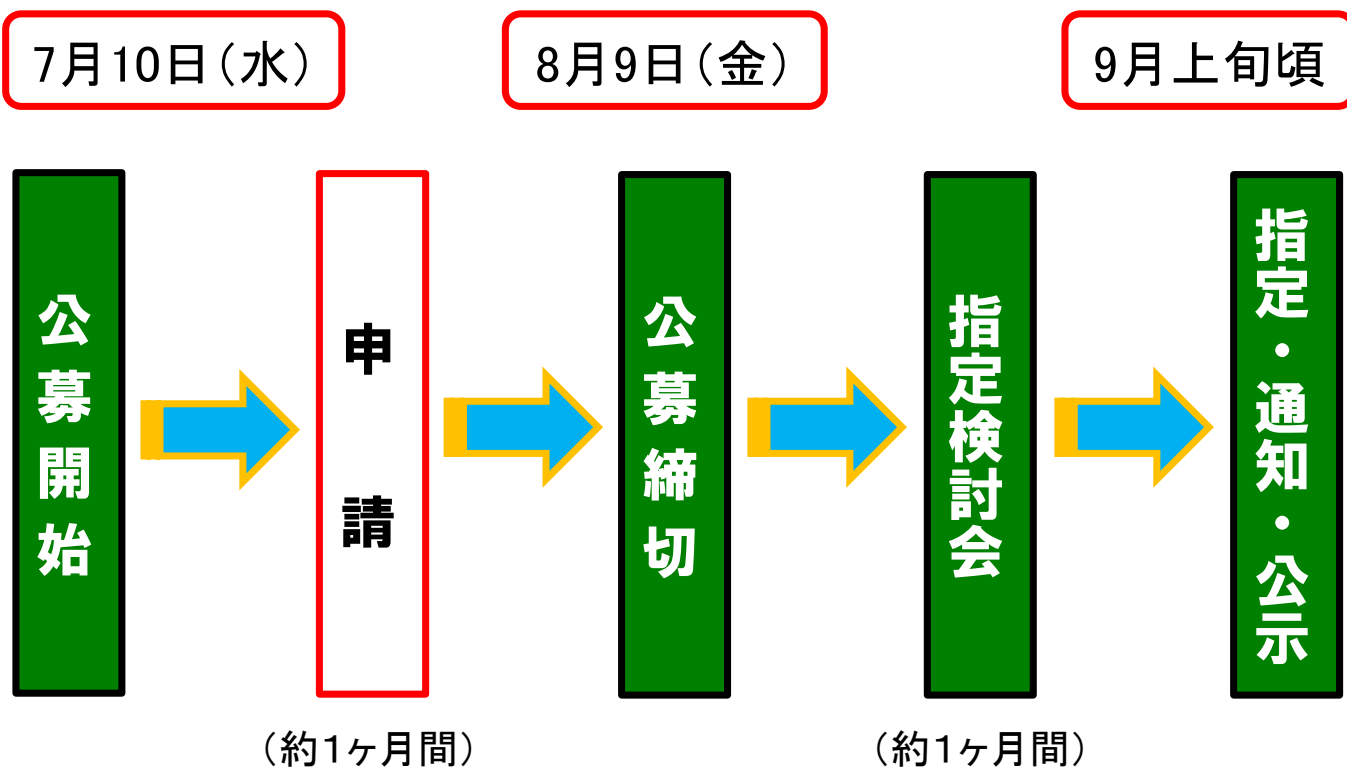 7月10日(水)
8月9日(金)
9月上旬頃
公募開始
申請
公募締切
指定検討会
指定・通知・公示
(約1ヶ月間)
(約1ヶ月間)